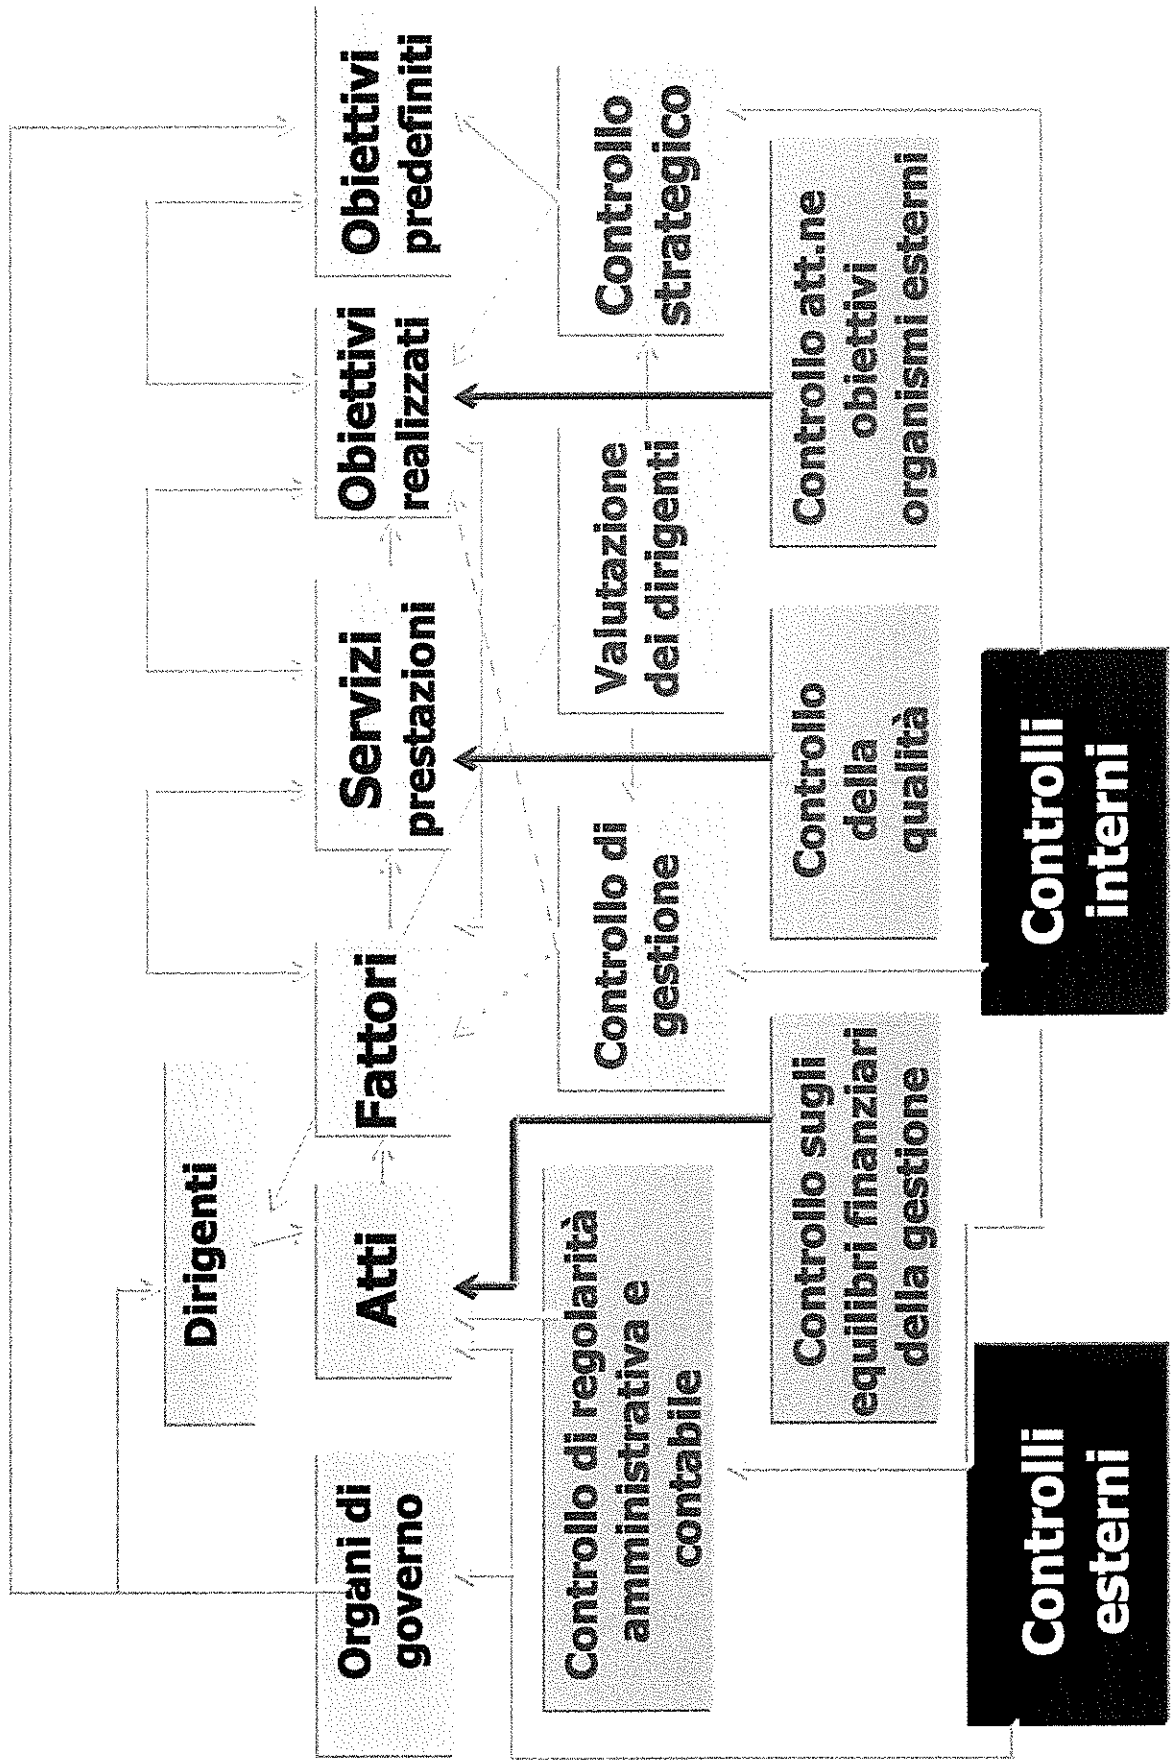 Dirigenti
Organi di
governo
Atti
Fattori
Servizi
prestazioni
Obiettivi
realizzati
Obiettivi
predefiniti
Controllo di regolarità
amministrativa e
contabile
Controllo di
gestione
Valutazione
dei dirigenti
Controllo
strategico
Controllo sugli
equilibri finanziari
della gestione
Controllo
della
qualità
Controllo att.ne
obiettivi
organismi esterni
Controlli
esterni
Controlli
interni